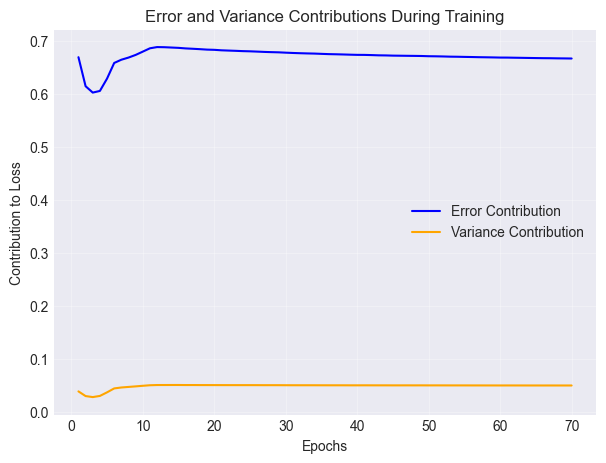 Error and Variance Contributions During Training
Contribution to Loss
0.7
0.6
0.5
0.4
0.3
0.2
0.1
0.0
Error Contribution
Variance Contribution
0 10 20 30 40 50 60 70
Epochs